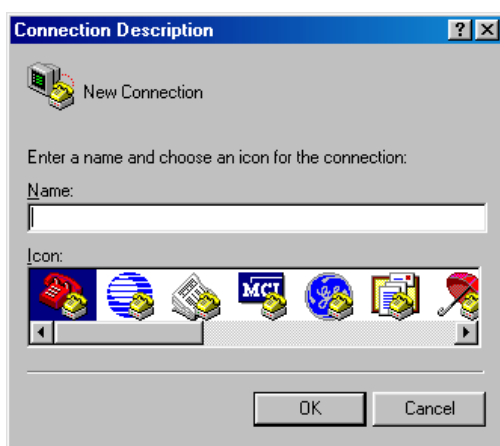 Connection Description
New Connection
Enter a name and choose an icon for the connection:
Name:
Icon:
MCI
OK
Cancel